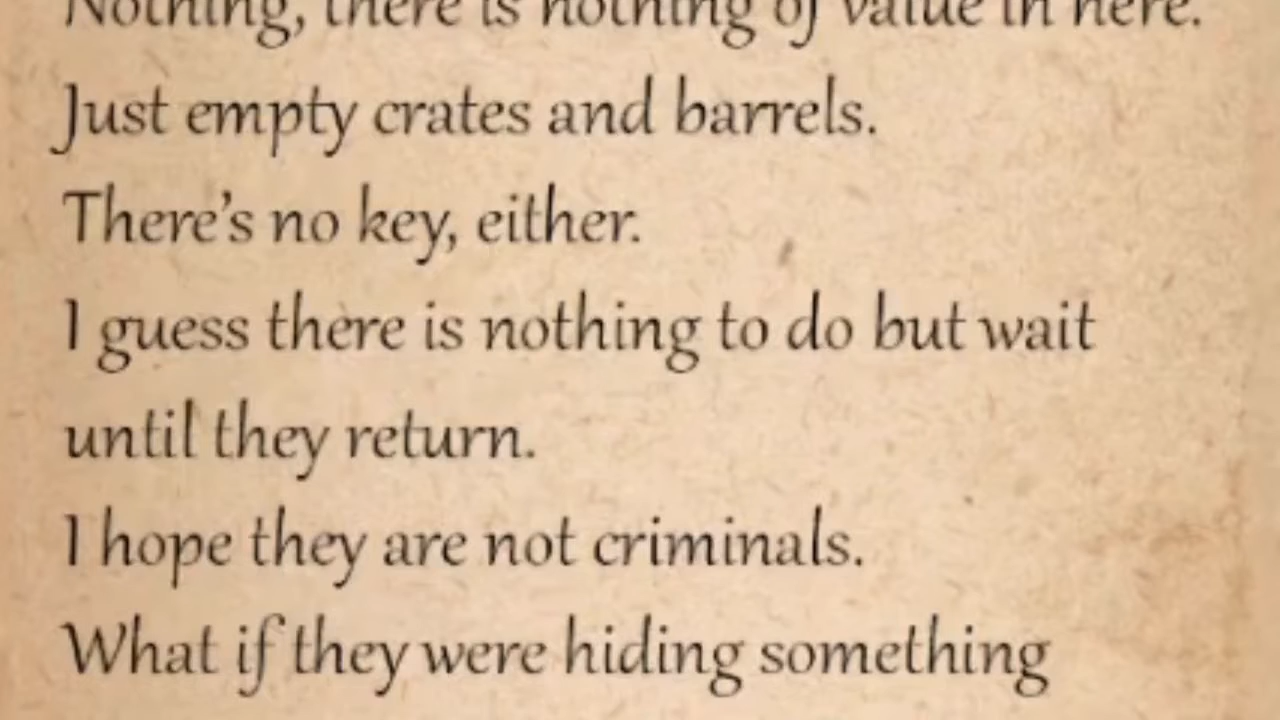 Nothing, there is nothing of value in here.
Just empty crates and barrels.
There’s no key, either.
I guess there is nothing to do but wait
until they return.
I hope they are not criminals.
What if they were hiding something